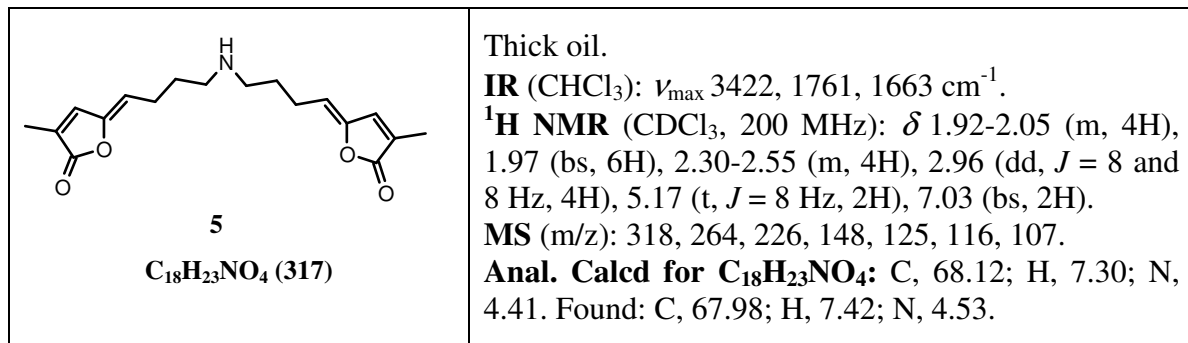 H
N
O
O
O
O
5
C₁₈H₂₃NO₄ (317)
Thick oil.
IR (CHCl₃): ν_max 3422, 1761, 1663 cm⁻¹.
¹H NMR (CDCl₃, 200 MHz): δ 1.92-2.05 (m, 4H),
1.97 (bs, 6H), 2.30-2.55 (m, 4H), 2.96 (dd, J = 8 and
8 Hz, 4H), 5.17 (t, J = 8 Hz, 2H), 7.03 (bs, 2H).
MS (m/z): 318, 264, 226, 148, 125, 116, 107.
Anal. Calcd for C₁₈H₂₃NO₄: C, 68.12; H, 7.30; N,
4.41. Found: C, 67.98; H, 7.42; N, 4.53.